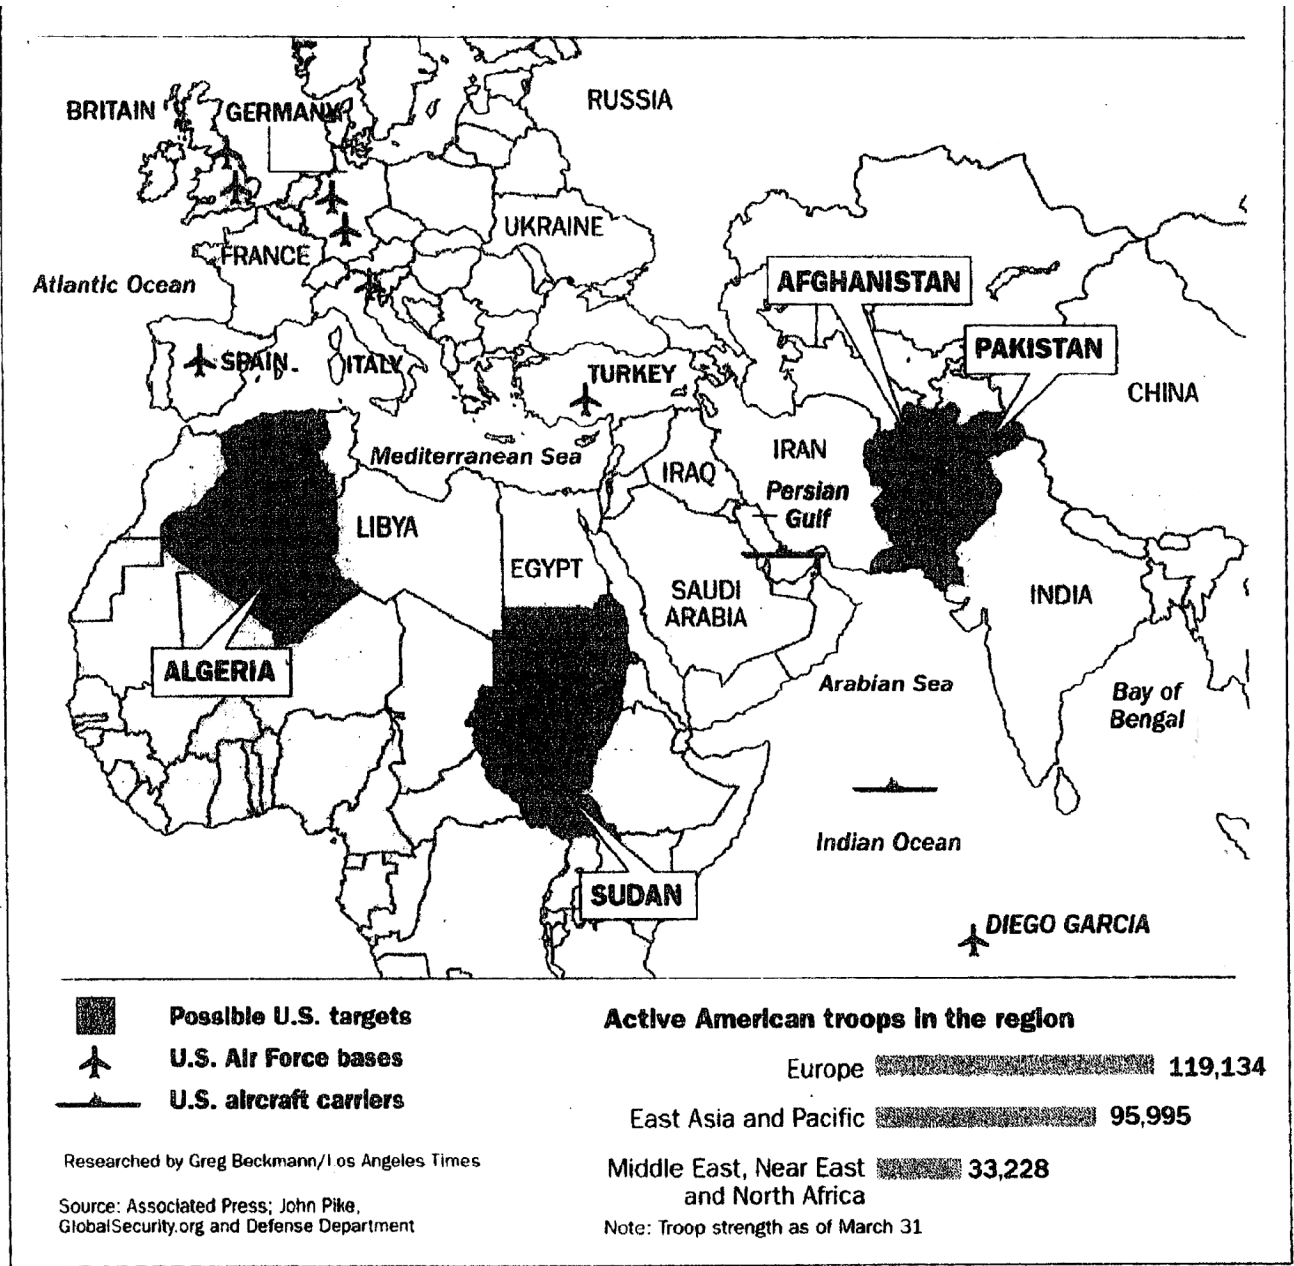 RUSSIA
BRITAIN
GERMANY
UKRAINE
FRANCE
Atlantic Ocean
AFGHANISTAN
PAKISTAN
SPAIN
ITALY
TURKEY
CHINA
Mediterranean Sea
IRAN
IRAQ
Persian
Gulf
LIBYA
EGYPT
SAUDI
ARABIA
INDIA
ALGERIA
Arabian Sea
Bay of
Bengal
Indian Ocean
SUDAN
DIEGO GARCIA
Possible U.S. targets
U.S. Air Force bases
U.S. aircraft carriers
Researched by Greg Beckmann/Los Angeles Times
Source: Associated Press; John Pike,
GlobalSecurity.org and Defense Department
Active American troops in the region
Europe 119,134
East Asia and Pacific 95,995
Middle East, Near East 33,228
and North Africa
Note: Troop strength as of March 31